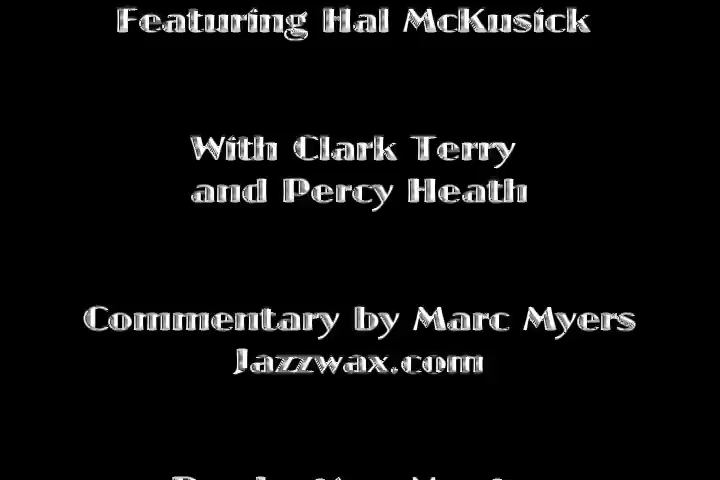 Featuring Hal McKusick
With Clark Terry
and Percy Heath
Commentary by Marc Myers
Jazzwax.com